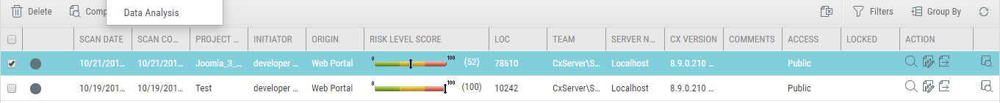 Delete Comp Data Analysis Filters Group By
SCAN DATE SCAN CO... PROJECT ... INITIATOR ORIGIN RISK LEVEL SCORE LOC TEAM SERVER N... CX VERSION COMMENTS ACCESS LOCKED ACTION
10/21/201... 10/21/201... Joomla_3_... developer ... Web Portal 0 100 (52) 78610 CxServer\S... Localhost 8.9.0.210 ... Public
10/19/201... 10/19/201... Test developer ... Web Portal 0 100 (100) 10242 CxServer\S... Localhost 8.9.0.210 ... Public